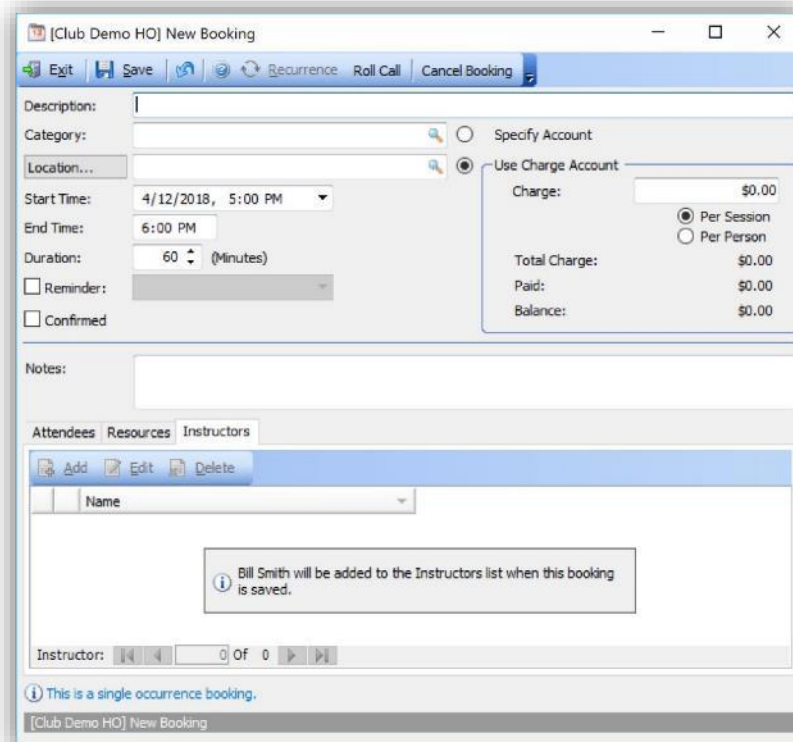 [Club Demo HO] New Booking
Exit Save Recurrence Roll Call Cancel Booking
Description:
Category: Specify Account
Location... Use Charge Account
Start Time: 4/12/2018, 5:00 PM Charge: $0.00
End Time: 6:00 PM Per Session
Per Person
Duration: 60 (Minutes) Total Charge: $0.00
Reminder: Paid: $0.00
Confirmed Balance: $0.00
Notes:
Attendees Resources Instructors
Add Edit Delete
Name
Bill Smith will be added to the Instructors list when this booking
is saved.
Instructor: 0 Of 0
This is a single occurrence booking.
[Club Demo HO] New Booking